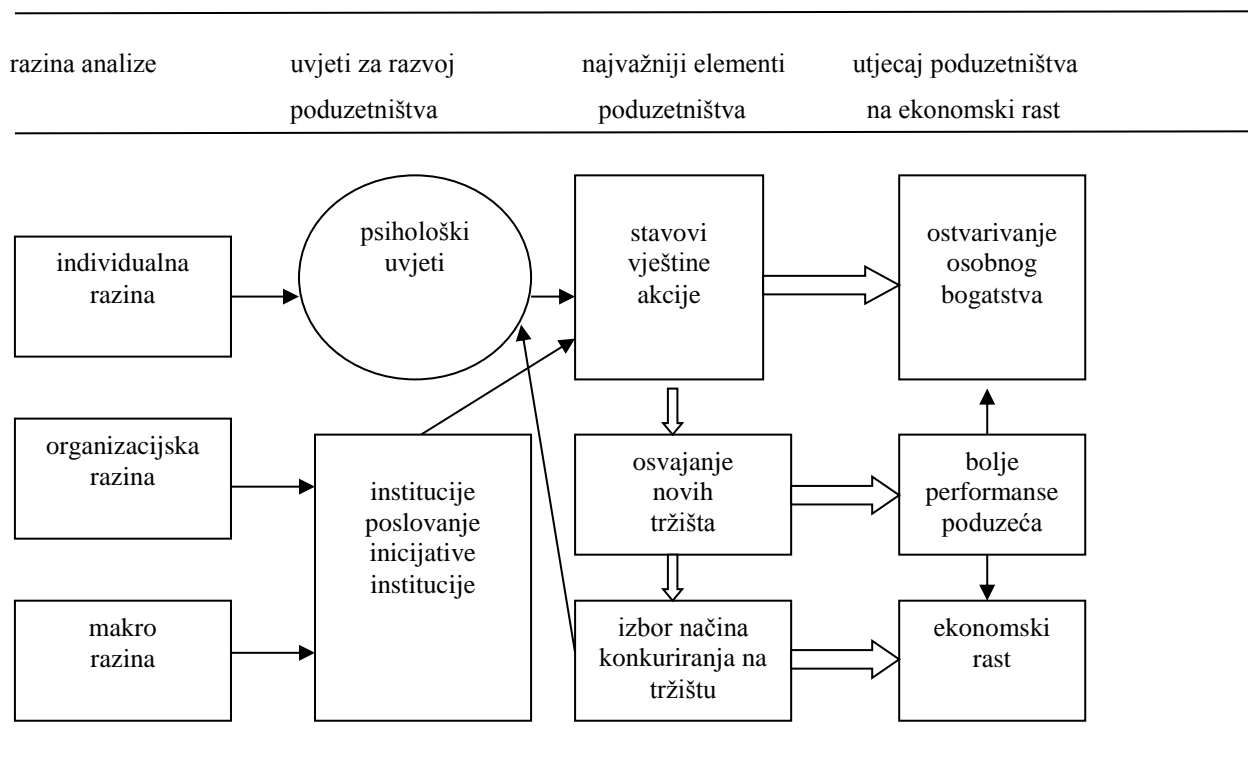 razina analize
uvjeti za razvoj
poduzetništva
najvažniji elementi
poduzetništva
utjecaj poduzetništva
na ekonomski rast
individualna
razina
psihološki
uvjeti
stavovi
vještine
akcije
ostvarivanje
osobnog
bogatstva
organizacijska
razina
institucije
poslovanje
inicijative
institucije
osvajanje
novih
tržišta
bolje
performanse
poduzeća
makro
razina
izbor načina
konkuriranja na
tržištu
ekonomski
rast